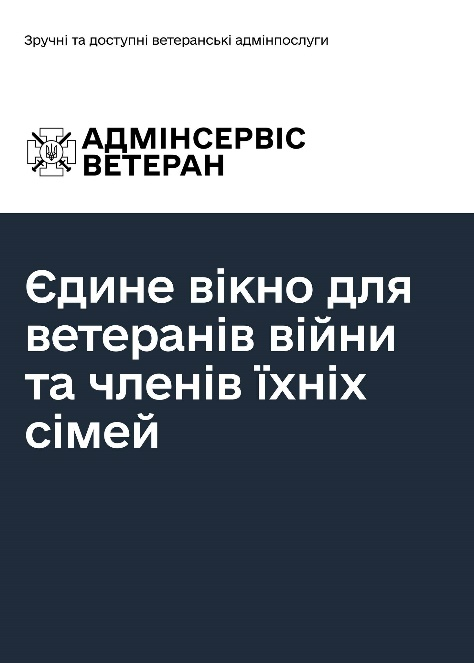 Зручні та доступні ветеранські адмінпослуги
АДМІНСЕРВІС
ВЕТЕРАН
Єдине вікно для
ветеранів війни
та членів їхніх
сімей